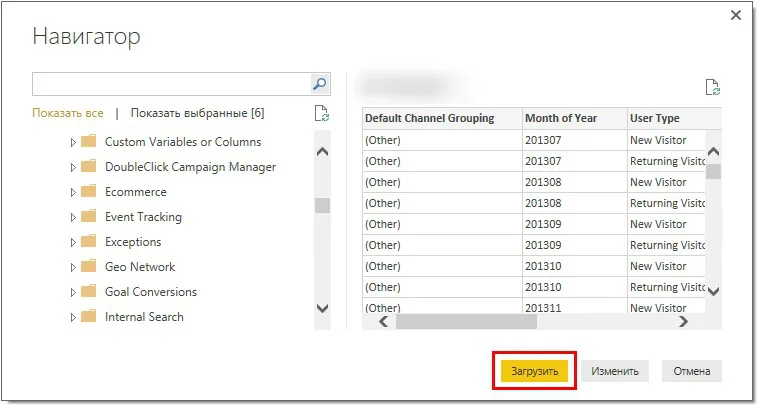 Навигатор
Показать все | Показать выбранные [6]
Custom Variables or Columns
DoubleClick Campaign Manager
Ecommerce
Event Tracking
Exceptions
Geo Network
Goal Conversions
Internal Search
Default Channel Grouping Month of Year User Type
(Other) 201307 New Visitor
(Other) 201307 Returning Visito
(Other) 201308 New Visitor
(Other) 201308 Returning Visito
(Other) 201309 New Visitor
(Other) 201309 Returning Visito
(Other) 201310 New Visitor
(Other) 201310 Returning Visito
(Other) 201311 New Visitor
Загрузить Изменить Отмена